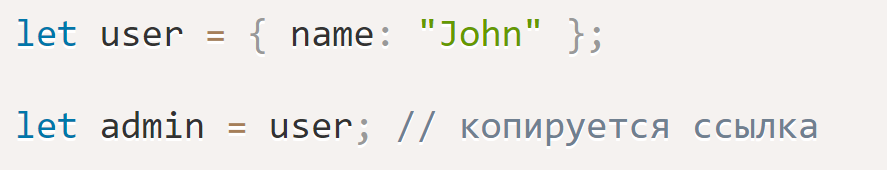 let user = { name: "John" };
let admin = user; // копируется ссылка